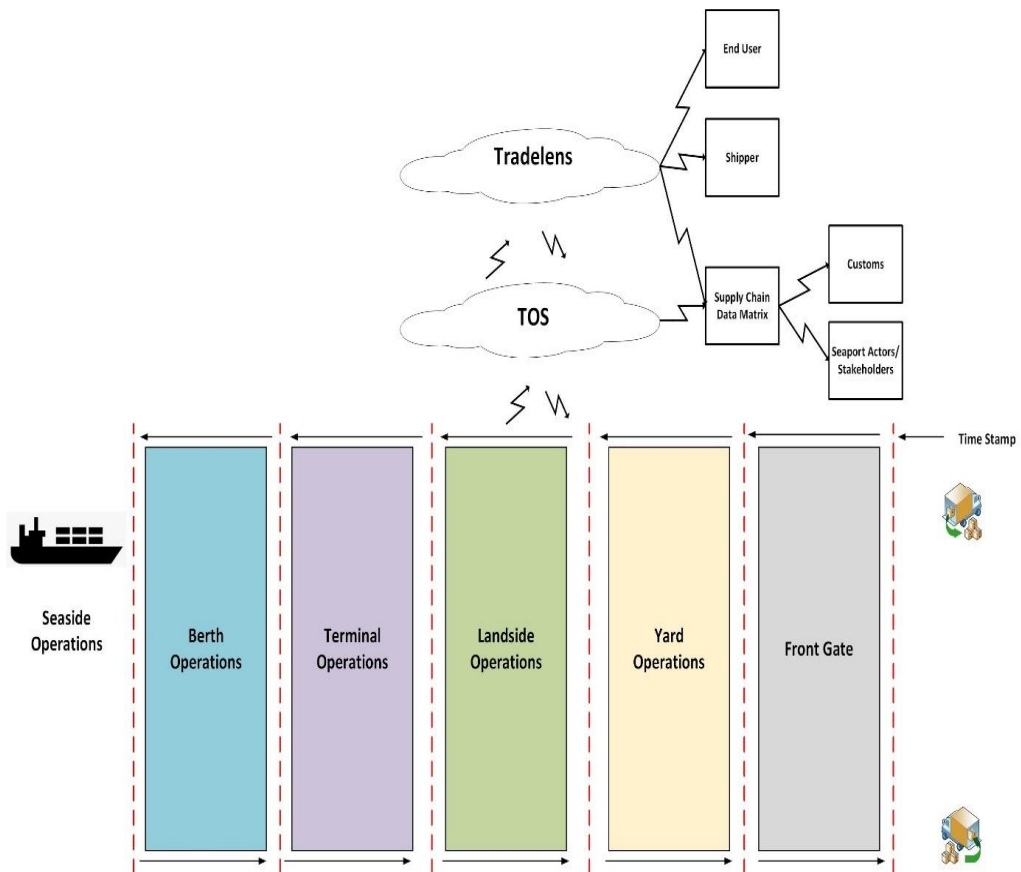 End User
Tradelens
Shipper
Customs
Supply Chain
Data Matrix
TOS
Seaport Actors/
Stakeholders
Time Stamp
Seaside
Operations
Berth
Operations
Terminal
Operations
Landside
Operations
Yard
Operations
Front Gate